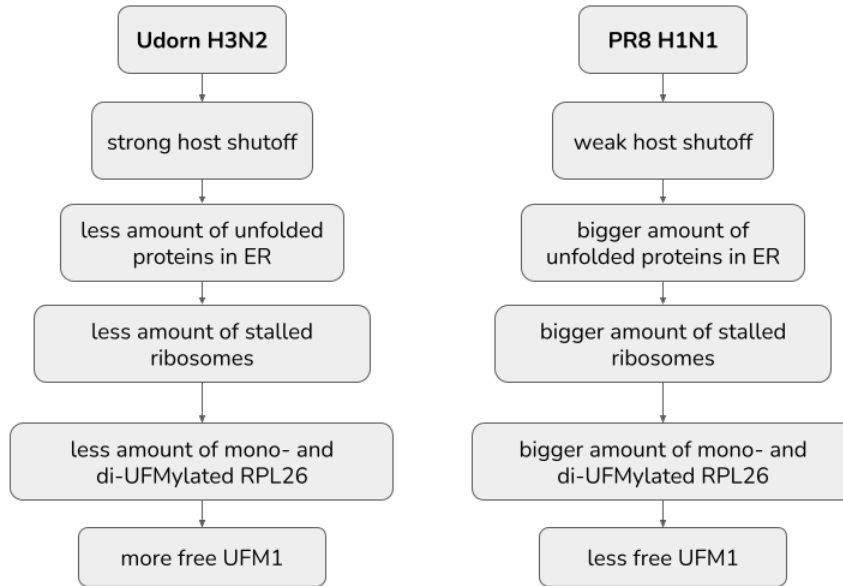 Udorn H3N2
strong host shutoff
less amount of unfolded
proteins in ER
less amount of stalled
ribosomes
less amount of mono- and
di-UFMylated RPL26
more free UFM1
PR8 H1N1
weak host shutoff
bigger amount of
unfolded proteins in ER
bigger amount of stalled
ribosomes
bigger amount of mono- and
di-UFMylated RPL26
less free UFM1